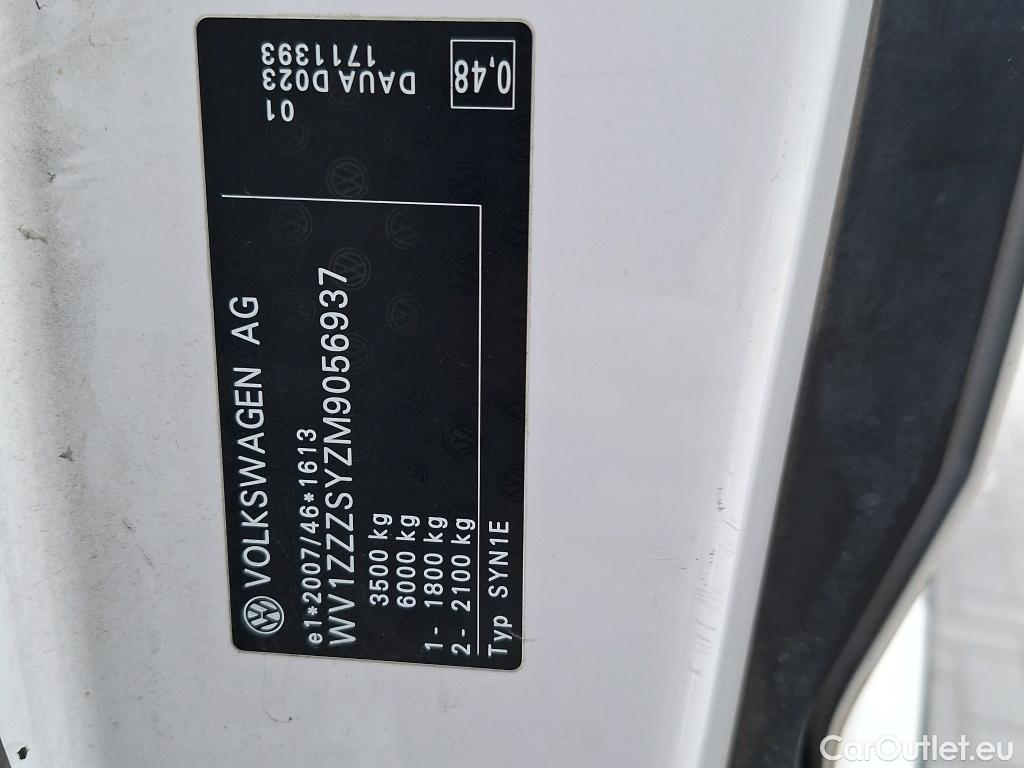 VOLKSWAGEN AG
e1*2007/46*1613
WV1ZZZSYZM9056937
3500 kg
6000 kg
1- 1800 kg
2- 2100 kg
Typ SYN1E
01
DAUA D023
1711393
0,48
CarOutlet.eu